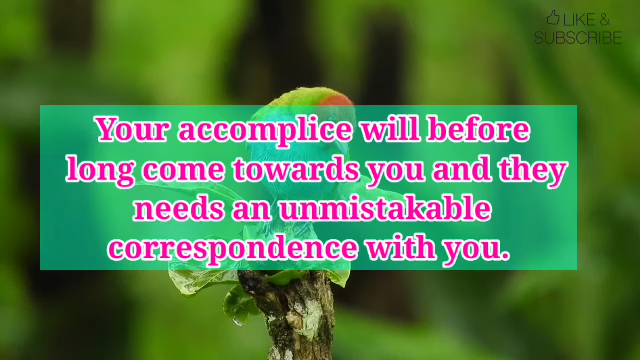 LIKE &
SUBSCRIBE
Your accomplice will before
long come towards you and they
needs an unmistakable
correspondence with you.